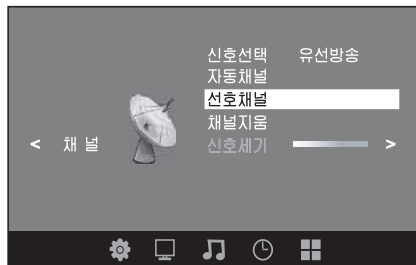 신호선택 유선방송
자동채널
선호채널
채널지움
< 채 널
신호세기 >